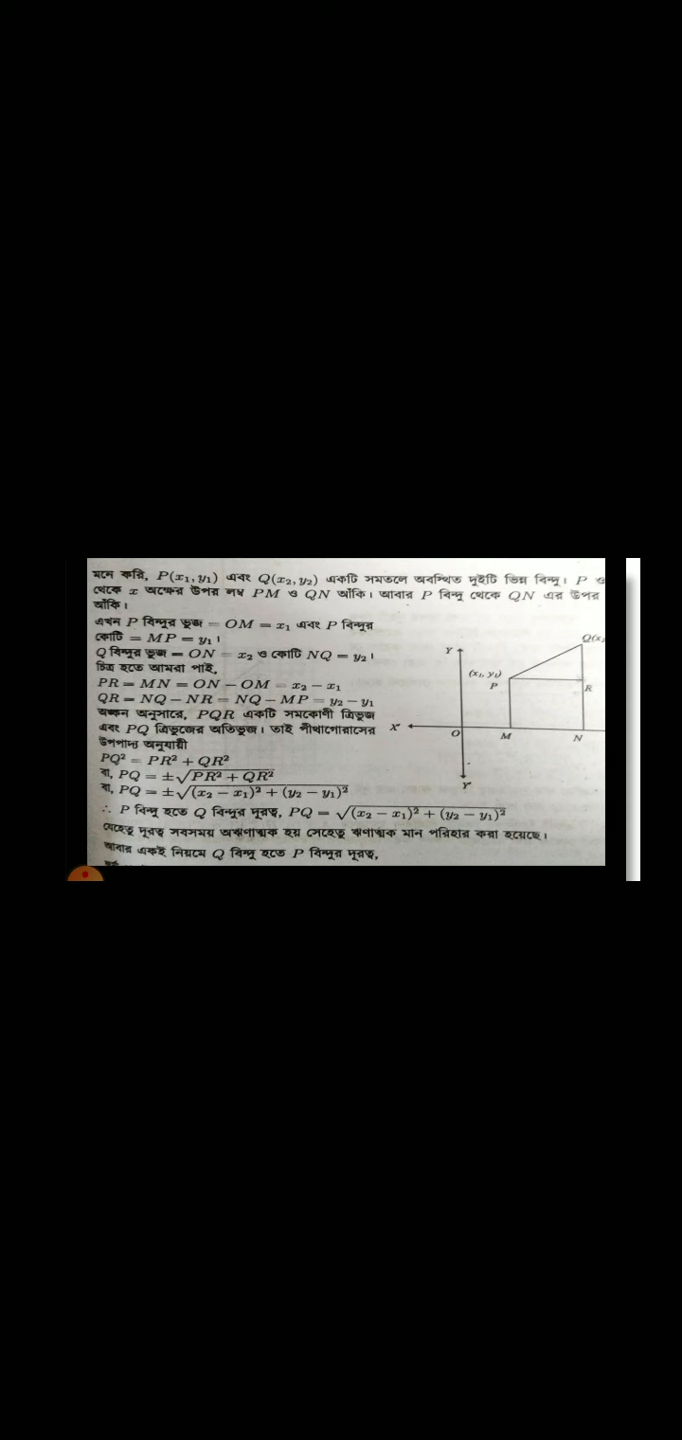 মনে করি, P(x₁, y₁) এবং Q(x₂, y₂) একটি সমতলে অবস্থিত দুইটি ভিন্ন বিন্দু। P ও
থেকে x অক্ষের উপর লম্ব PM ও QN আঁকি। আবার P বিন্দু থেকে QN এর উপর
আঁকি।
এখন P বিন্দুর ভুজ = OM = x₁ এবং P বিন্দুর
কোটি = MP = y₁।
Q বিন্দুর ভুজ = ON = x₂ ও কোটি NQ = y₂।
চিত্র হতে আমরা পাই,
PR = MN = ON − OM = x₂ − x₁
QR = NQ − NR = NQ − MP = y₂ − y₁
অঙ্কন অনুসারে, PQR একটি সমকোণী ত্রিভুজ
এবং PQ ত্রিভুজের অতিভুজ। তাই পীথাগোরাসের
উপপাদ্য অনুযায়ী
PQ² = PR² + QR²
বা, PQ = ±√(PR² + QR²)
বা, PQ = ±√((x₂ − x₁)² + (y₂ − y₁)²)
Y
Q(x₂
(x₁, y₁)
P
R
X'
O
M
N
Y'
∴ P বিন্দু হতে Q বিন্দুর দূরত্ব, PQ = √((x₂ − x₁)² + (y₂ − y₁)²)
যেহেতু দূরত্ব সবসময় অঋণাত্মক হয় সেহেতু ঋণাত্মক মান পরিহার করা হয়েছে।
আবার একই নিয়মে Q বিন্দু হতে P বিন্দুর দূরত্ব,